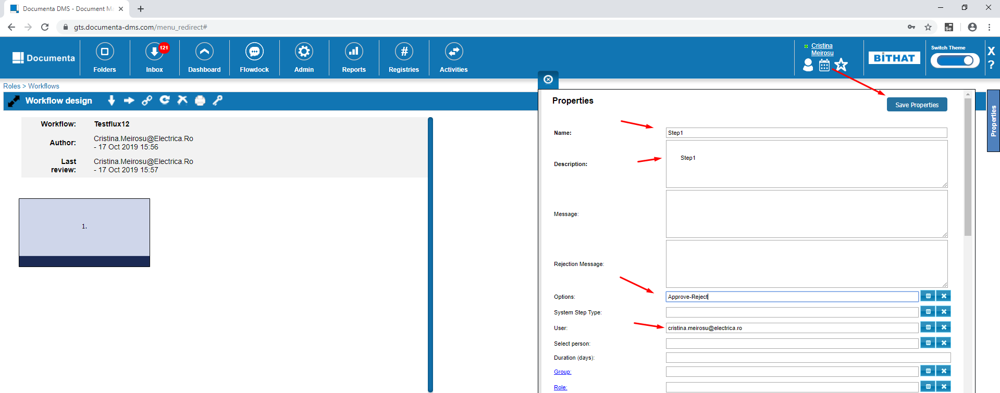 Documenta DMS - Document Ma
gts.documenta-dms.com/menu_redirect#
Se
Documenta
Folders
Inbox
121
Dashboard
Flowdock
Admin
Reports
#
Registries
Activities
Cristina
Meirosu
BiTHAT
Switch Theme
X
?
Roles > Workflows
Workflow design
Workflow: Testflux12
Author: Cristina.Meirosu@Electrica.Ro
- 17 Oct 2019 15:56
Last Cristina.Meirosu@Electrica.Ro
review: - 17 Oct 2019 15:57
1.
Properties
Save Properties
Properties
Name: Step1
Description: Step1
Message:
Rejection Message:
Options: Approve-Reject
System Step Type:
User: cristina.meirosu@electrica.ro
Select person:
Duration (days):
Group:
Role: